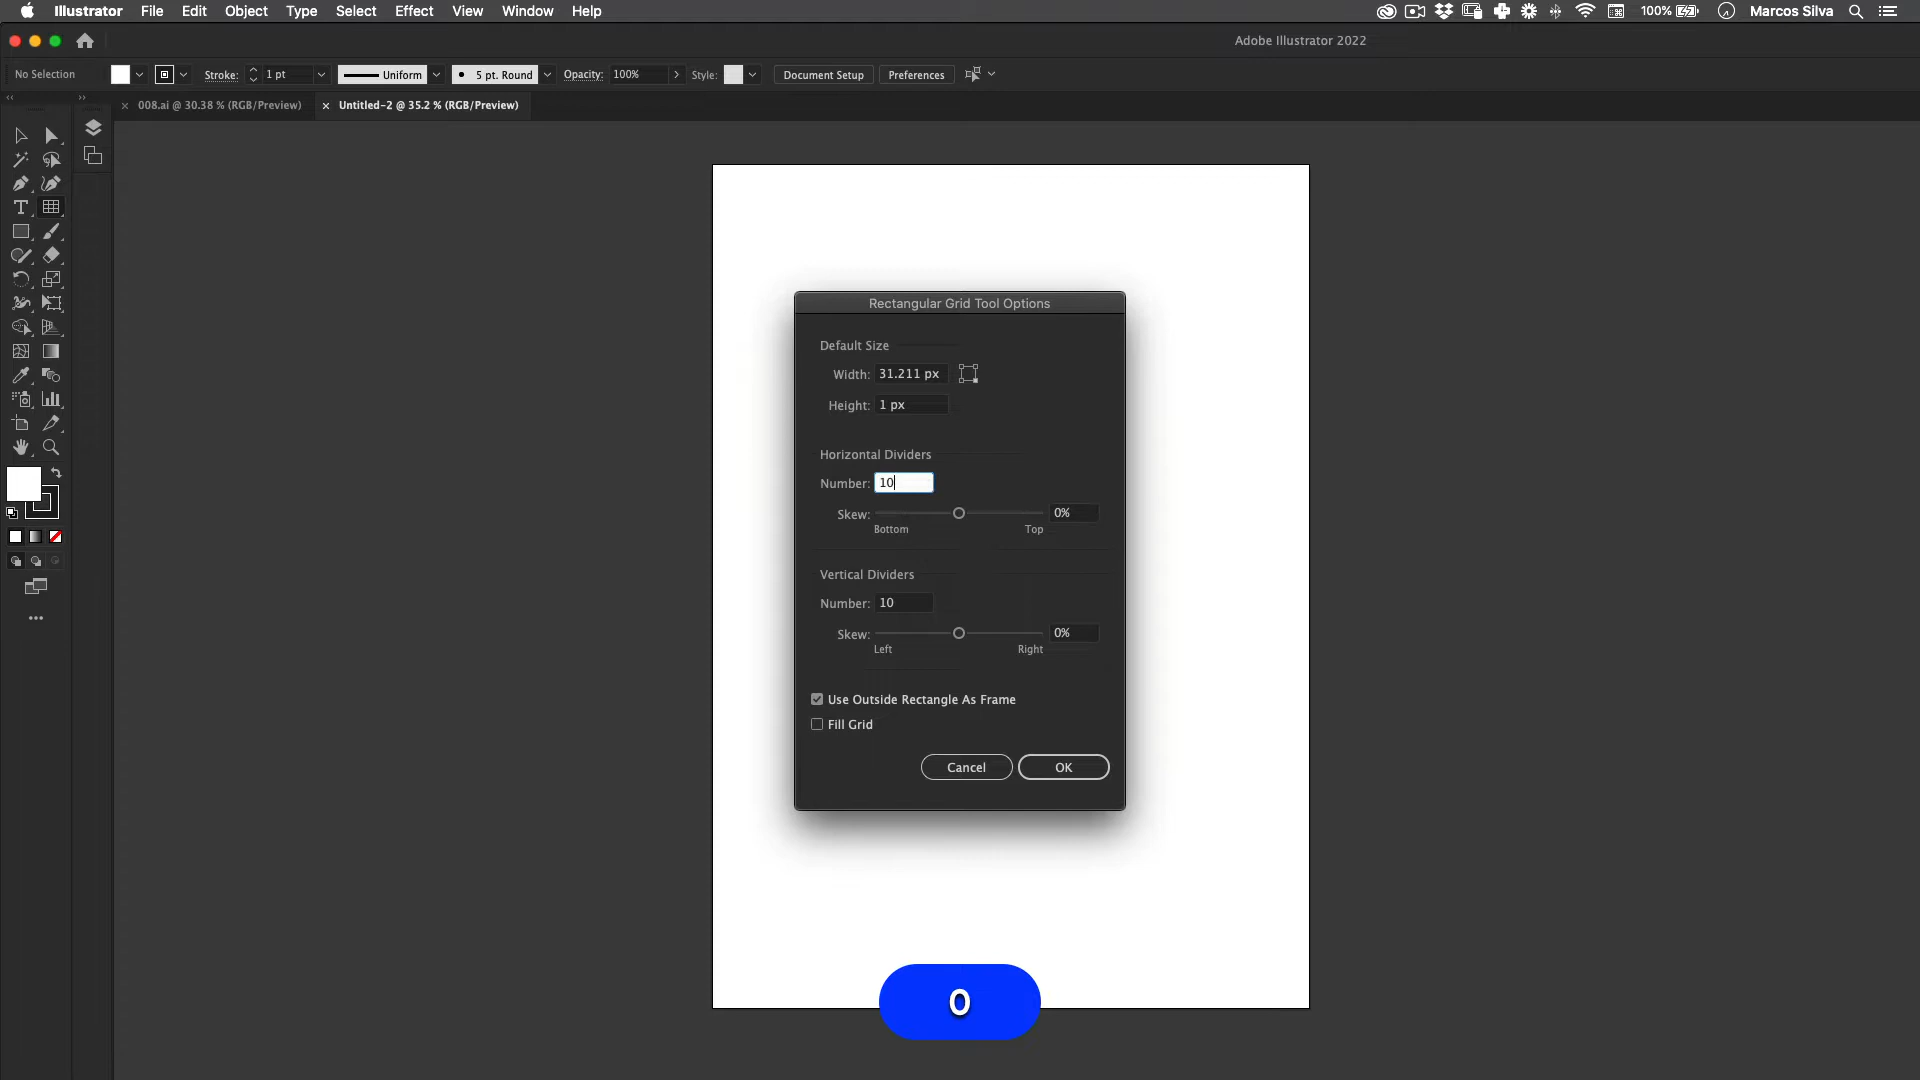 Illustrator File Edit Object Type Select Effect View Window Help 100% Marcos Silva
Adobe Illustrator 2022
No Selection Stroke: 1 pt Uniform 5 pt. Round Opacity: 100% Style: Document Setup Preferences
008.ai @ 30.38 % (RGB/Preview) Untitled-2 @ 35.2 % (RGB/Preview)
Rectangular Grid Tool Options
Default Size
Width: 31.211 px
Height: 1 px
Horizontal Dividers
Number: 10
Skew: 0%
Bottom Top
Vertical Dividers
Number: 10
Skew: 0%
Left Right
Use Outside Rectangle As Frame
Fill Grid
Cancel OK
0